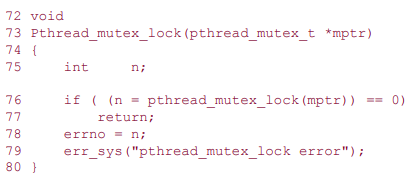 72 void
73 Pthread_mutex_lock(pthread_mutex_t *mptr)
74 {
75     int     n;
76     if ( (n = pthread_mutex_lock(mptr)) == 0)
77         return;
78     errno = n;
79     err_sys("pthread_mutex_lock error");
80 }